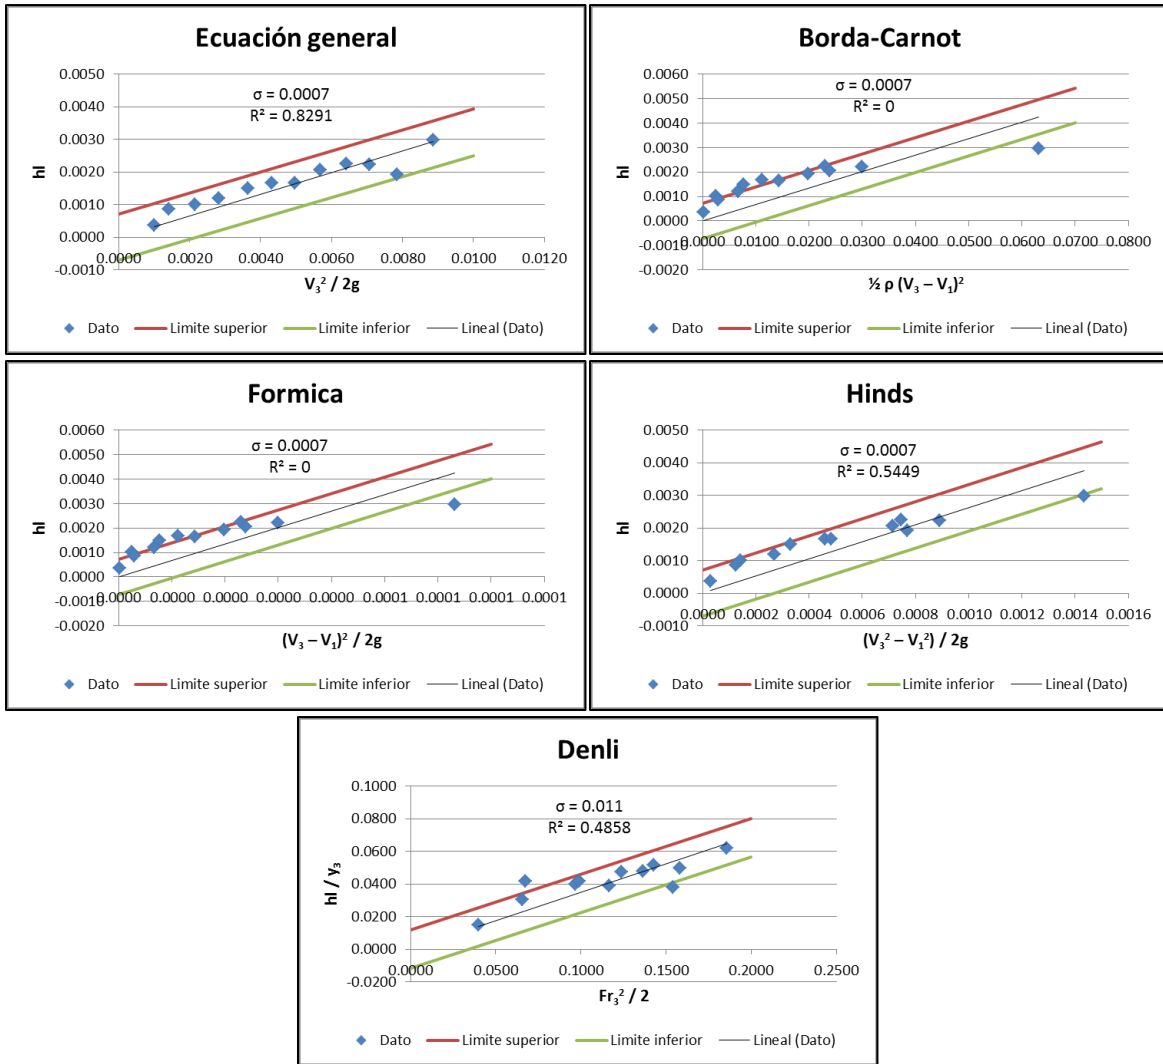 Ecuación general
σ = 0.0007
R² = 0.8291
hl
0.0050
0.0040
0.0030
0.0020
0.0010
0.0000
-0.0010
0.0000 0.0020 0.0040 0.0060 0.0080 0.0100 0.0120
V₃² / 2g
Dato Limite superior Limite inferior Lineal (Dato)
Borda-Carnot
σ = 0.0007
R² = 0
hl
0.0060
0.0050
0.0040
0.0030
0.0020
0.0010
0.0000
-0.0010
-0.0020
0.0000 0.0100 0.0200 0.0300 0.0400 0.0500 0.0600 0.0700 0.0800
½ ρ (V₃ – V₁)²
Dato Limite superior Limite inferior Lineal (Dato)
Formica
σ = 0.0007
R² = 0
hl
0.0060
0.0050
0.0040
0.0030
0.0020
0.0010
0.0000
-0.0010
-0.0020
0.0000 0.0000 0.0000 0.0000 0.0000 0.0001 0.0001 0.0001 0.0001
(V₃ – V₁)² / 2g
Dato Limite superior Limite inferior Lineal (Dato)
Hinds
σ = 0.0007
R² = 0.5449
hl
0.0050
0.0040
0.0030
0.0020
0.0010
0.0000
-0.0010
0.0000 0.0002 0.0004 0.0006 0.0008 0.0010 0.0012 0.0014 0.0016
(V₃² – V₁²) / 2g
Dato Limite superior Limite inferior Lineal (Dato)
Denli
σ = 0.011
R² = 0.4858
hl / y₃
0.1000
0.0800
0.0600
0.0400
0.0200
0.0000
-0.0200
0.0000 0.0500 0.1000 0.1500 0.2000 0.2500
Fr₃² / 2
Dato Limite superior Limite inferior Lineal (Dato)